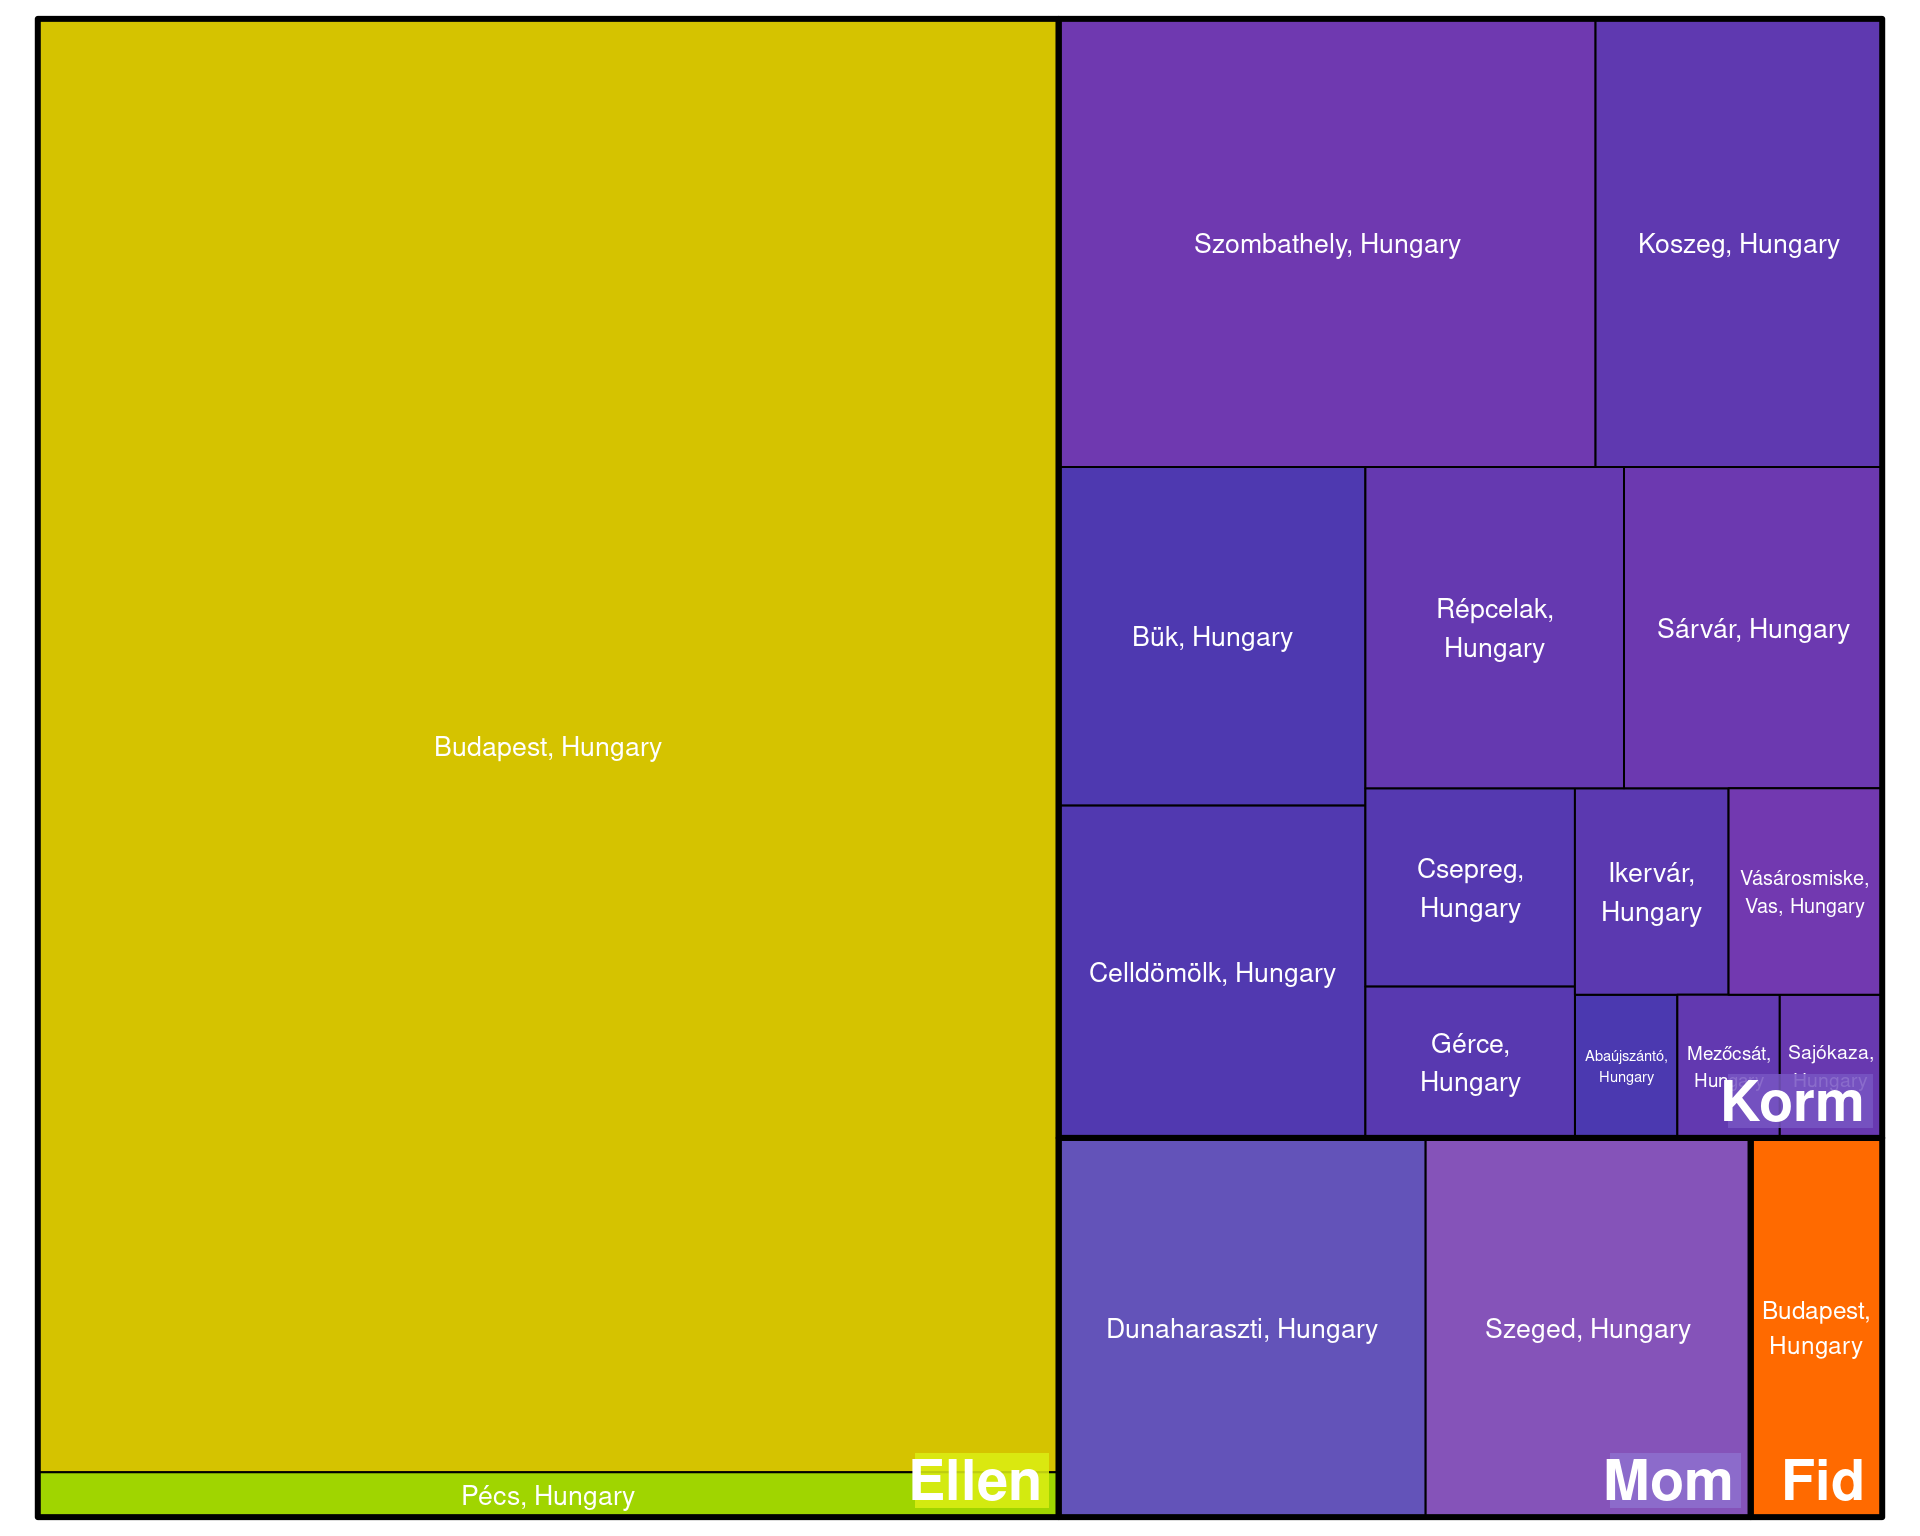 Budapest, Hungary
Pécs, Hungary
Ellen
Szombathely, Hungary
Koszeg, Hungary
Bük, Hungary
Répcelak,
Hungary
Sárvár, Hungary
Celldömölk, Hungary
Csepreg,
Hungary
Ikervár,
Hungary
Vásárosmiske,
Vas, Hungary
Gérce,
Hungary
Abaújszántó,
Hungary
Mezőcsát,
Hungary
Sajókaza,
Hungary
Korm
Dunaharaszti, Hungary
Szeged, Hungary
Mom
Budapest,
Hungary
Fid